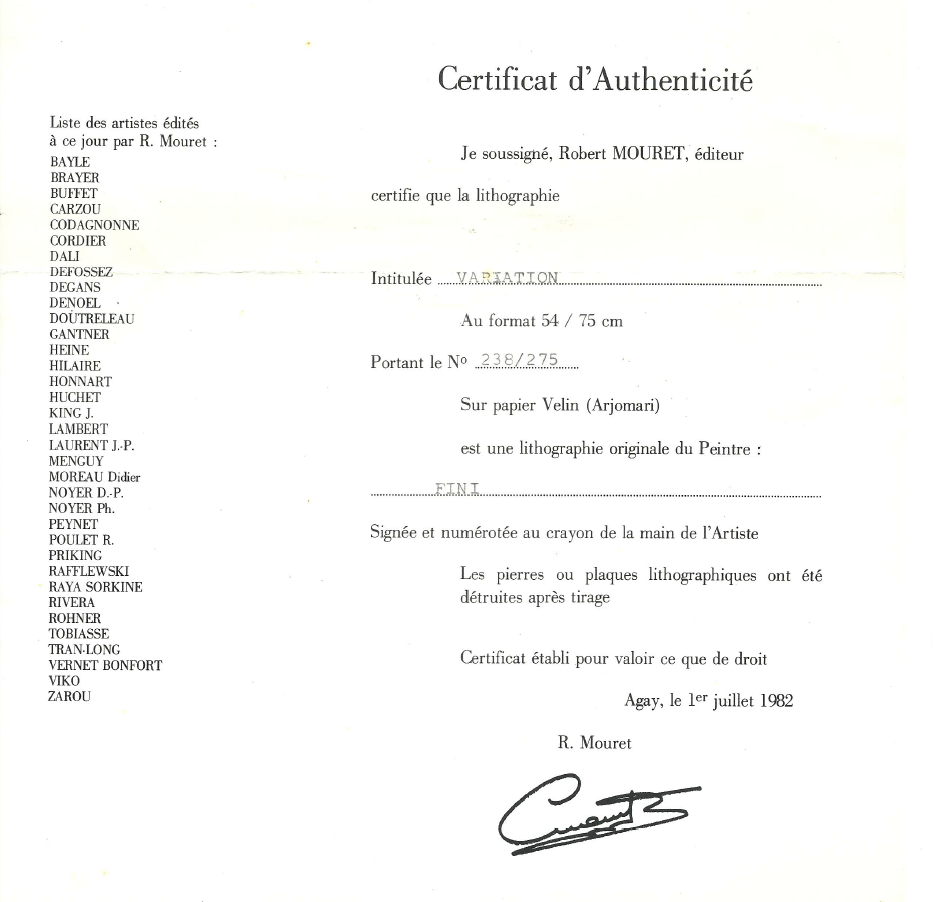 Certificat d'Authenticité
Liste des artistes édités
à ce jour par R. Mouret :
BAYLE
BRAYER
BUFFET
CARZOU
CODAGNONNE
CORDIER
DALI
DEFOSSEZ
DEGANS
DENOEL
DOUTRELEAU
GANTNER
HEINE
HILAIRE
HONNART
HUCHET
KING J.
LAMBERT
LAURENT J.-P.
MENGUY
MOREAU Didier
NOYER D.-P.
NOYER Ph.
PEYNET
POULET R.
PRIKING
RAFFLEWSKI
RAYA SORKINE
RIVERA
ROHNER
TOBIASSE
TRAN-LONG
VERNET BONFORT
VIKO
ZAROU
Je soussigné, Robert MOURET, éditeur
certifie que la lithographie
Intitulée VARIATION
Au format 54 / 75 cm
Portant le Nº 238/275
Sur papier Velin (Arjomari)
est une lithographie originale du Peintre :
FINI
Signée et numérotée au crayon de la main de l'Artiste
Les pierres ou plaques lithographiques ont été
détruites après tirage
Certificat établi pour valoir ce que de droit
Agay, le 1er juillet 1982
R. Mouret